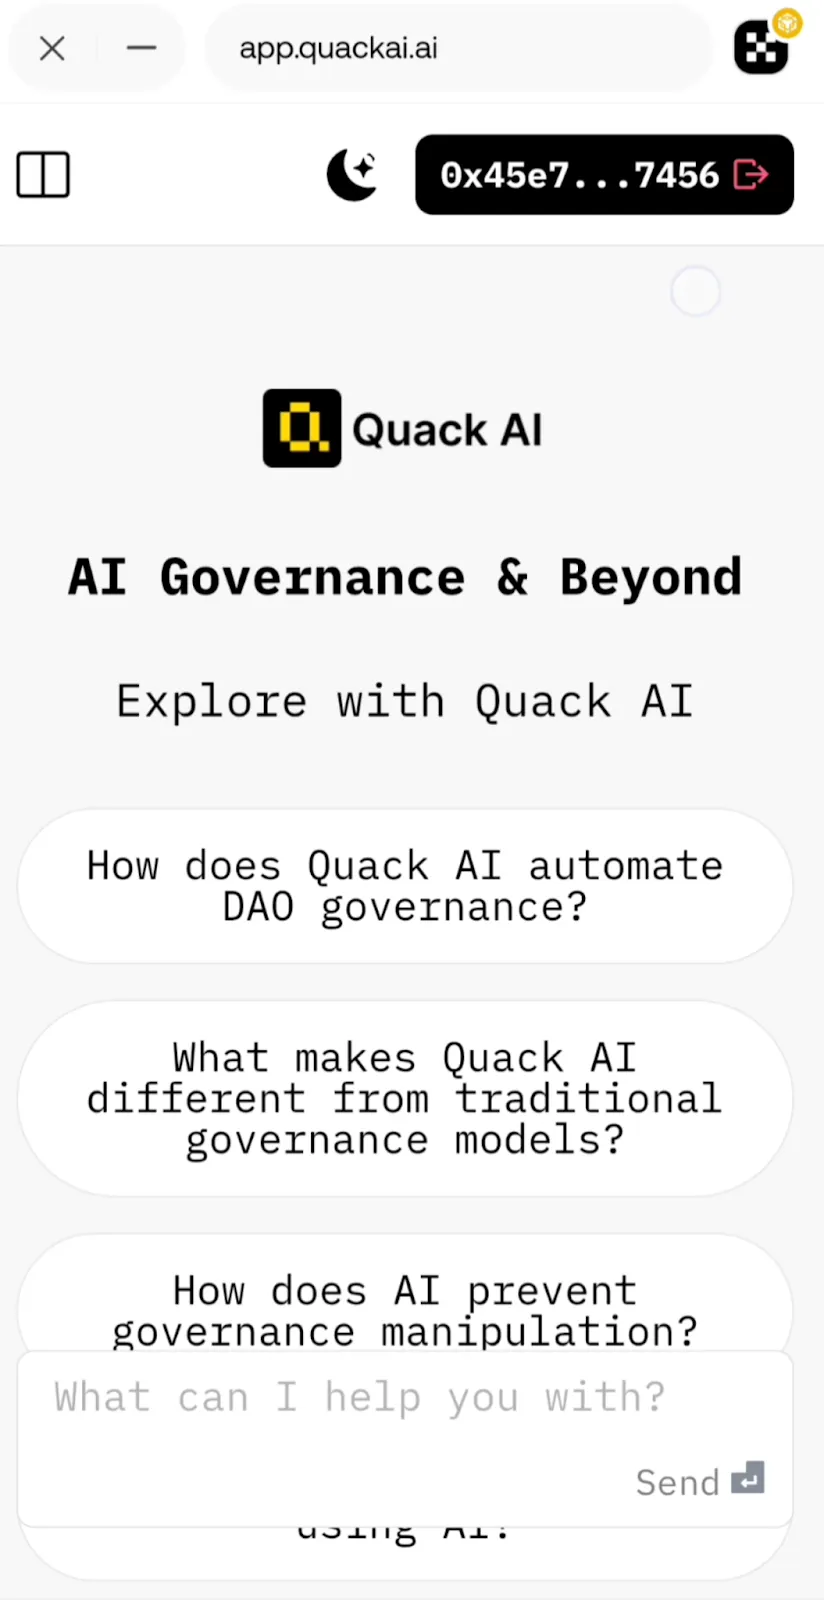 app.quackai.ai
0x45e7...7456
Quack AI
AI Governance & Beyond
Explore with Quack AI
How does Quack AI automate
DAO governance?
What makes Quack AI
different from traditional
governance models?
How does AI prevent
governance manipulation?
What can I help you with?
Send
using AI?